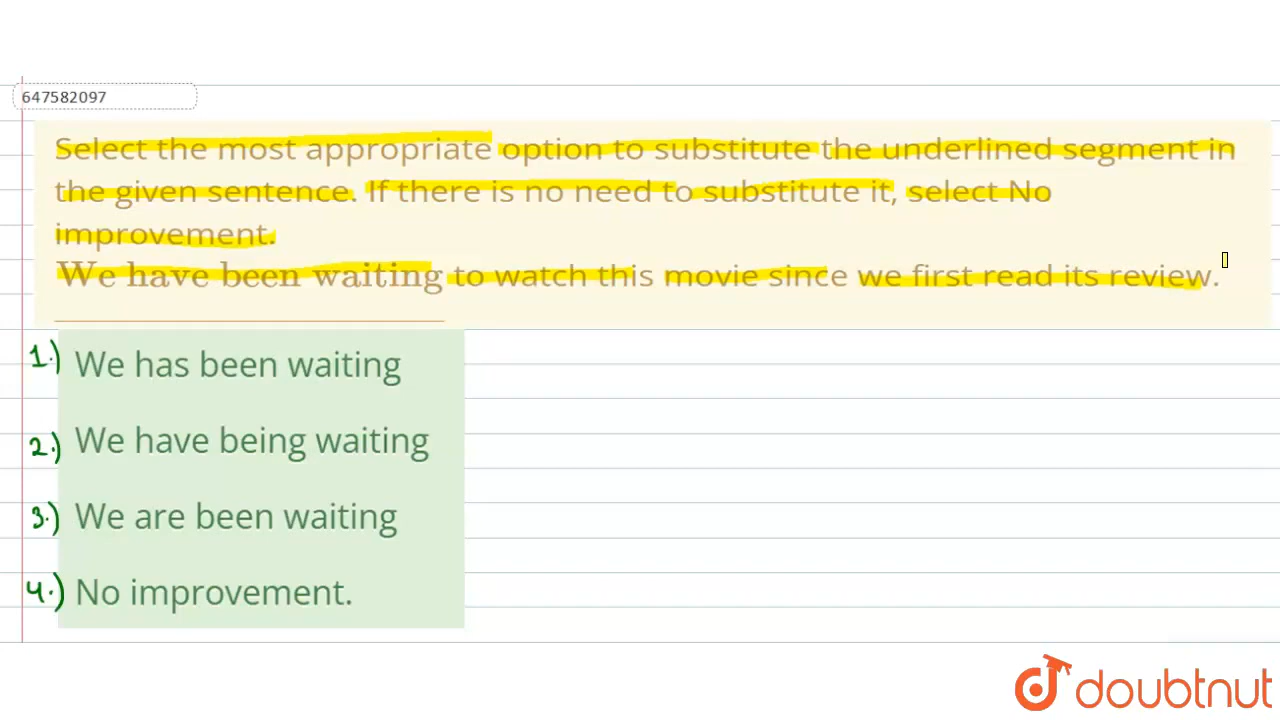 647582097
Select the most appropriate option to substitute the underlined segment in
the given sentence. If there is no need to substitute it, select No
improvement.
We have been waiting to watch this movie since we first read its review.
1.) We has been waiting
2.) We have being waiting
3.) We are been waiting
4.) No improvement.
doubtnut